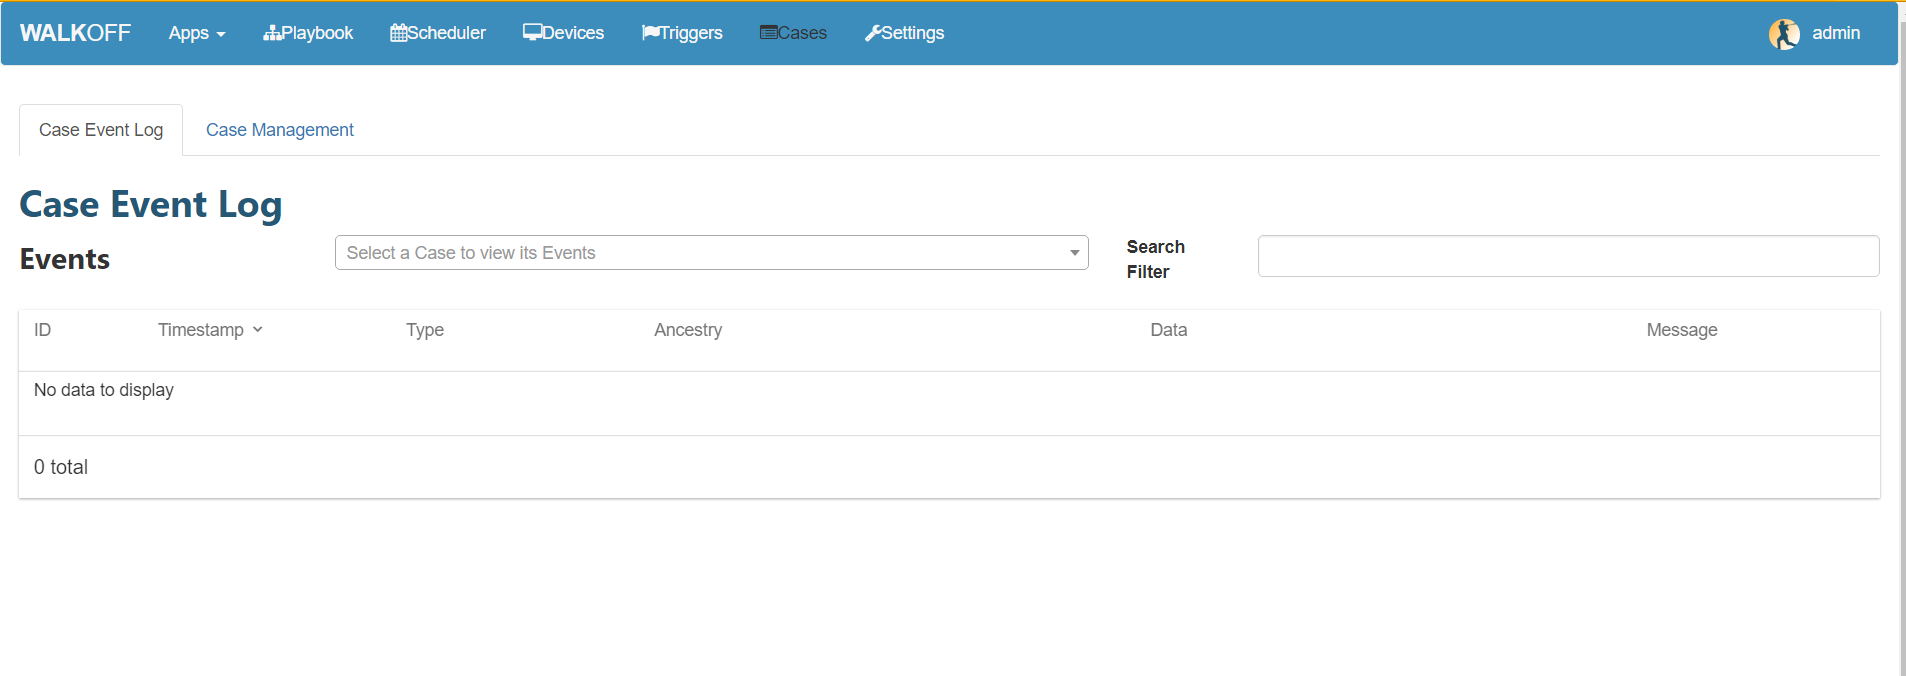 WALKOFF Apps Playbook Scheduler Devices Triggers Cases Settings admin
Case Event Log Case Management
Case Event Log
Events Select a Case to view its Events Search
Filter
ID Timestamp Type Ancestry Data Message
No data to display
0 total